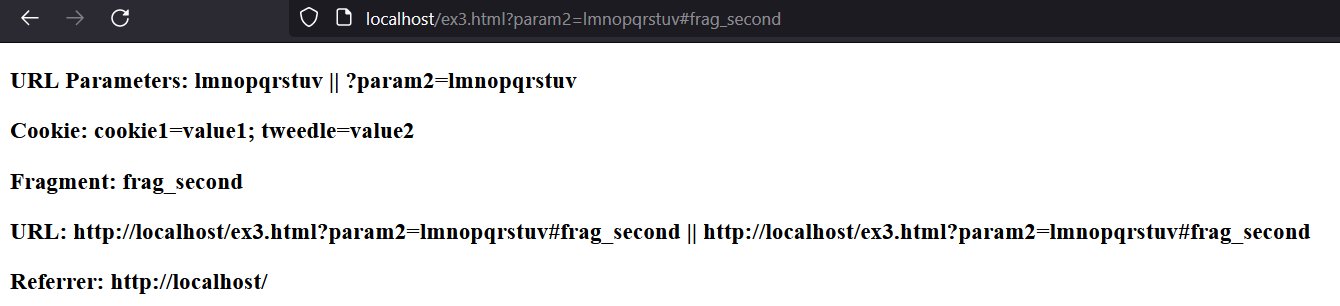 localhost/ex3.html?param2=lmnopqrstuv#frag_second
URL Parameters: lmnopqrstuv || ?param2=lmnopqrstuv
Cookie: cookie1=value1; tweedle=value2
Fragment: frag_second
URL: http://localhost/ex3.html?param2=lmnopqrstuv#frag_second || http://localhost/ex3.html?param2=lmnopqrstuv#frag_second
Referrer: http://localhost/